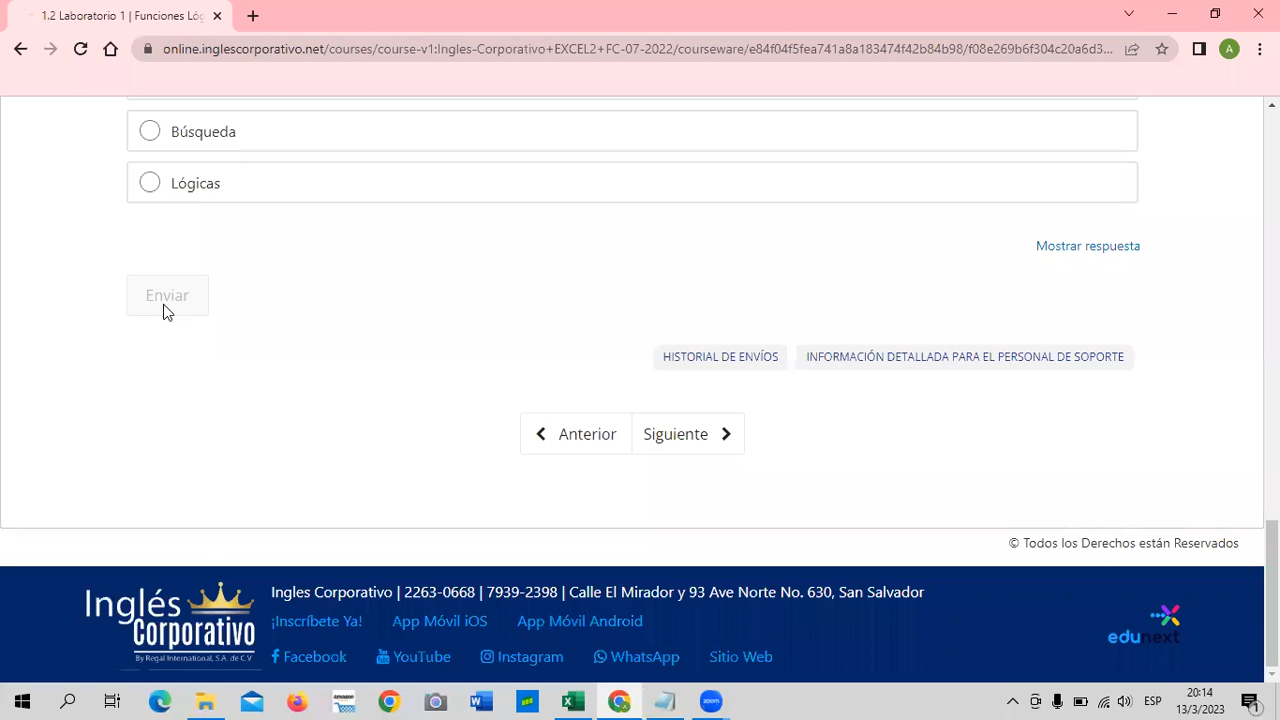 1.2 Laboratorio 1 | Funciones Lóg
online.inglescorporativo.net/courses/course-v1:Ingles-Corporativo+EXCEL2+FC-07-2022/courseware/e84f04f5fea741a8a183474f42b84b98/f08e269b6f304c20a6d3...
A
Búsqueda
Lógicas
Mostrar respuesta
Enviar
HISTORIAL DE ENVÍOS
INFORMACIÓN DETALLADA PARA EL PERSONAL DE SOPORTE
Anterior
Siguiente
© Todos los Derechos están Reservados
Inglés
Corporativo
By Regal International, S.A. de C.V
Ingles Corporativo | 2263-0668 | 7939-2398 | Calle El Mirador y 93 Ave Norte No. 630, San Salvador
¡Inscríbete Ya! App Móvil iOS App Móvil Android
Facebook YouTube Instagram WhatsApp Sitio Web
edunext
ESP
20:14
13/3/2023